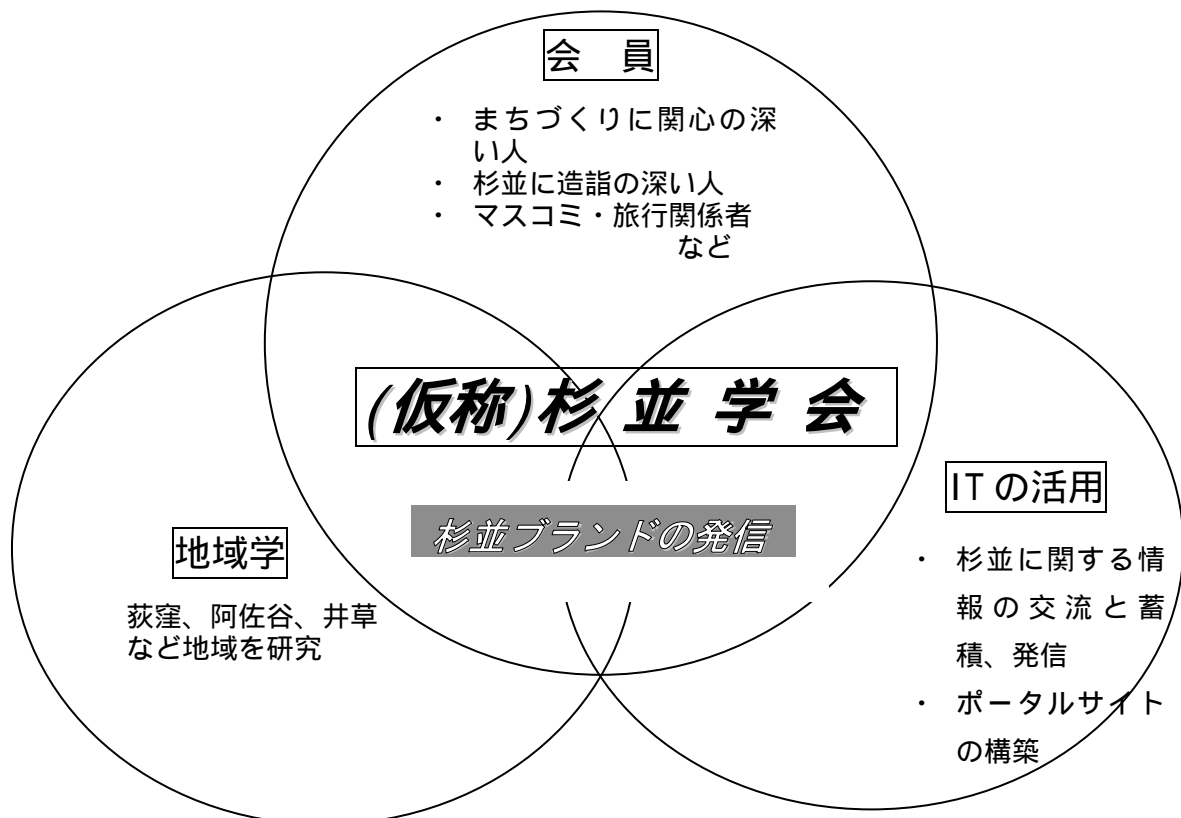 会　員
・ まちづくりに関心の深
い人
・ 杉並に造詣の深い人
・ マスコミ・旅行関係者
など
(仮称)杉 並 学 会
杉並ブランドの発信
地域学
荻窪、阿佐谷、井草
など地域を研究
ITの活用
・ 杉並に関する情
報の交流と蓄
積、発信
・ ポータルサイト
の構築